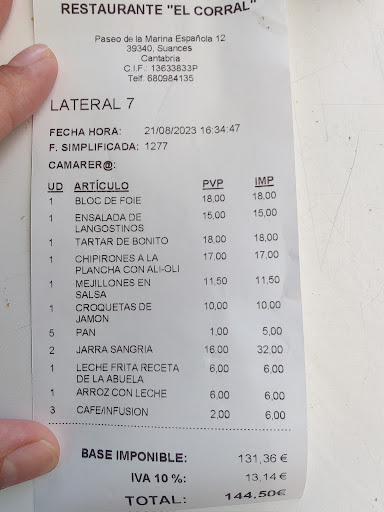 RESTAURANTE "EL CORRAL"
Paseo de la Marina Española 12
39340, Suances
Cantabria
C.I.F.: 13633833P
Telf: 680984135
LATERAL 7
FECHA HORA: 21/08/2023 16:34:47
F. SIMPLIFICADA: 1277
CAMARER@:
UD ARTÍCULO PVP IMP
1 BLOC DE FOIE 18,00 18,00
1 ENSALADA DE 15,00 15,00
LANGOSTINOS
1 TARTAR DE BONITO 18,00 18,00
1 CHIPIRONES A LA 17,00 17,00
PLANCHA CON ALI-OLI
1 MEJILLONES EN 11,50 11,50
SALSA
1 CROQUETAS DE 10,00 10,00
JAMON
5 PAN 1,00 5,00
2 JARRA SANGRIA 16,00 32,00
1 LECHE FRITA RECETA 6,00 6,00
DE LA ABUELA
1 ARROZ CON LECHE 6,00 6,00
3 CAFE/INFUSION 2,00 6,00
BASE IMPONIBLE: 131,36 €
IVA 10 %: 13,14 €
TOTAL: 144,50€